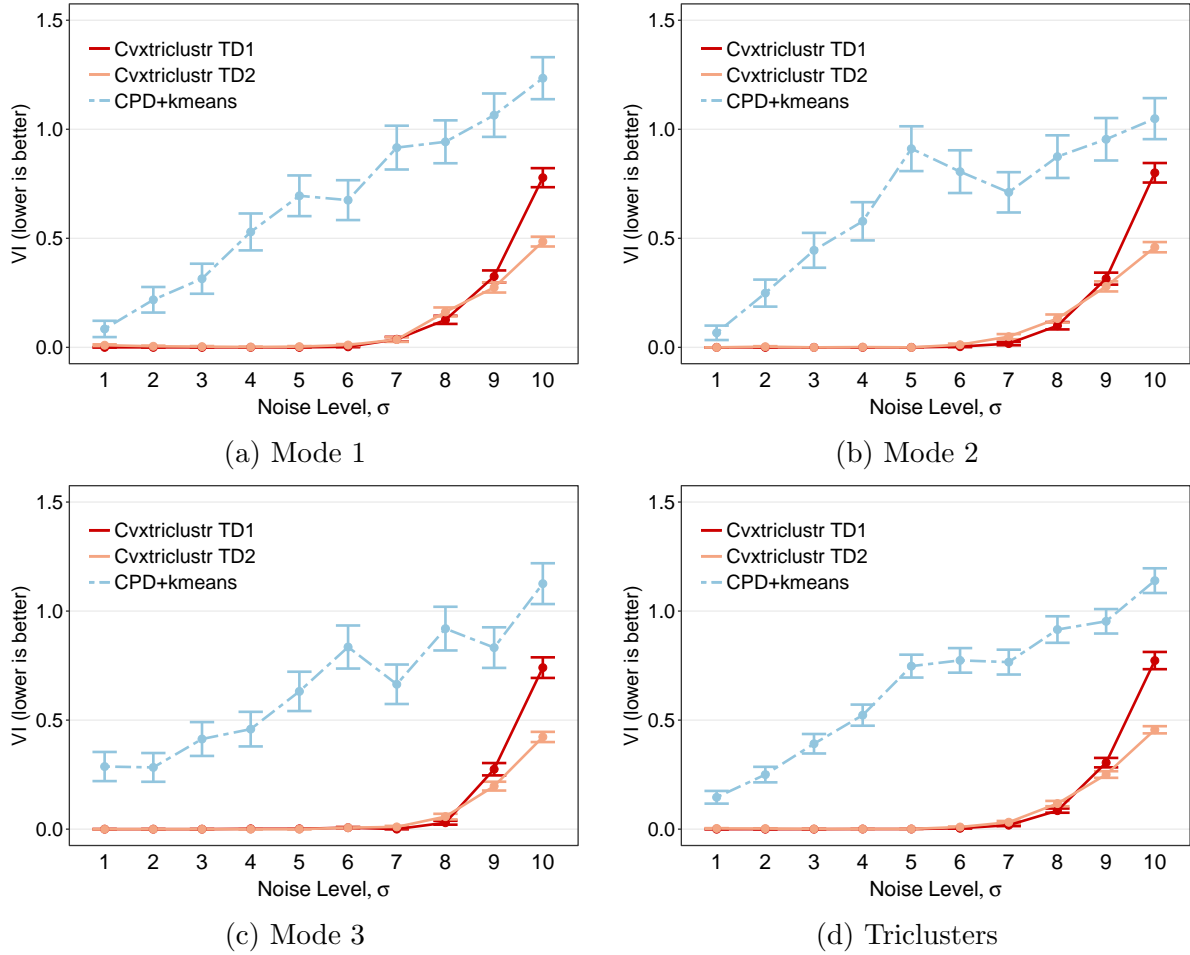 VI (lower is better)
1.5
1.0
0.5
0.0
Cvxtriclustr TD1
Cvxtriclustr TD2
CPD+kmeans
1 2 3 4 5 6 7 8 9 10
Noise Level, σ
(a) Mode 1
VI (lower is better)
1.5
1.0
0.5
0.0
Cvxtriclustr TD1
Cvxtriclustr TD2
CPD+kmeans
1 2 3 4 5 6 7 8 9 10
Noise Level, σ
(b) Mode 2
VI (lower is better)
1.5
1.0
0.5
0.0
Cvxtriclustr TD1
Cvxtriclustr TD2
CPD+kmeans
1 2 3 4 5 6 7 8 9 10
Noise Level, σ
(c) Mode 3
VI (lower is better)
1.5
1.0
0.5
0.0
Cvxtriclustr TD1
Cvxtriclustr TD2
CPD+kmeans
1 2 3 4 5 6 7 8 9 10
Noise Level, σ
(d) Triclusters